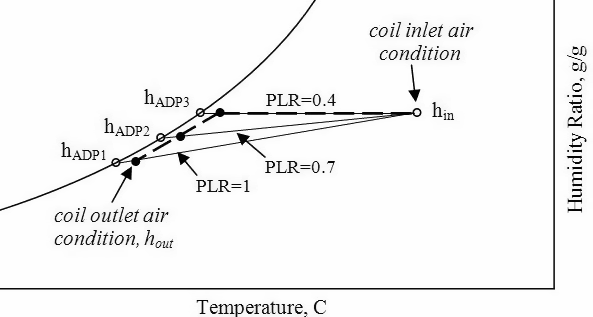 coil inlet air
condition
hADP3
PLR=0.4
hin
hADP2
hADP1
PLR=0.7
PLR=1
coil outlet air
condition, hout
Humidity Ratio, g/g
Temperature, C